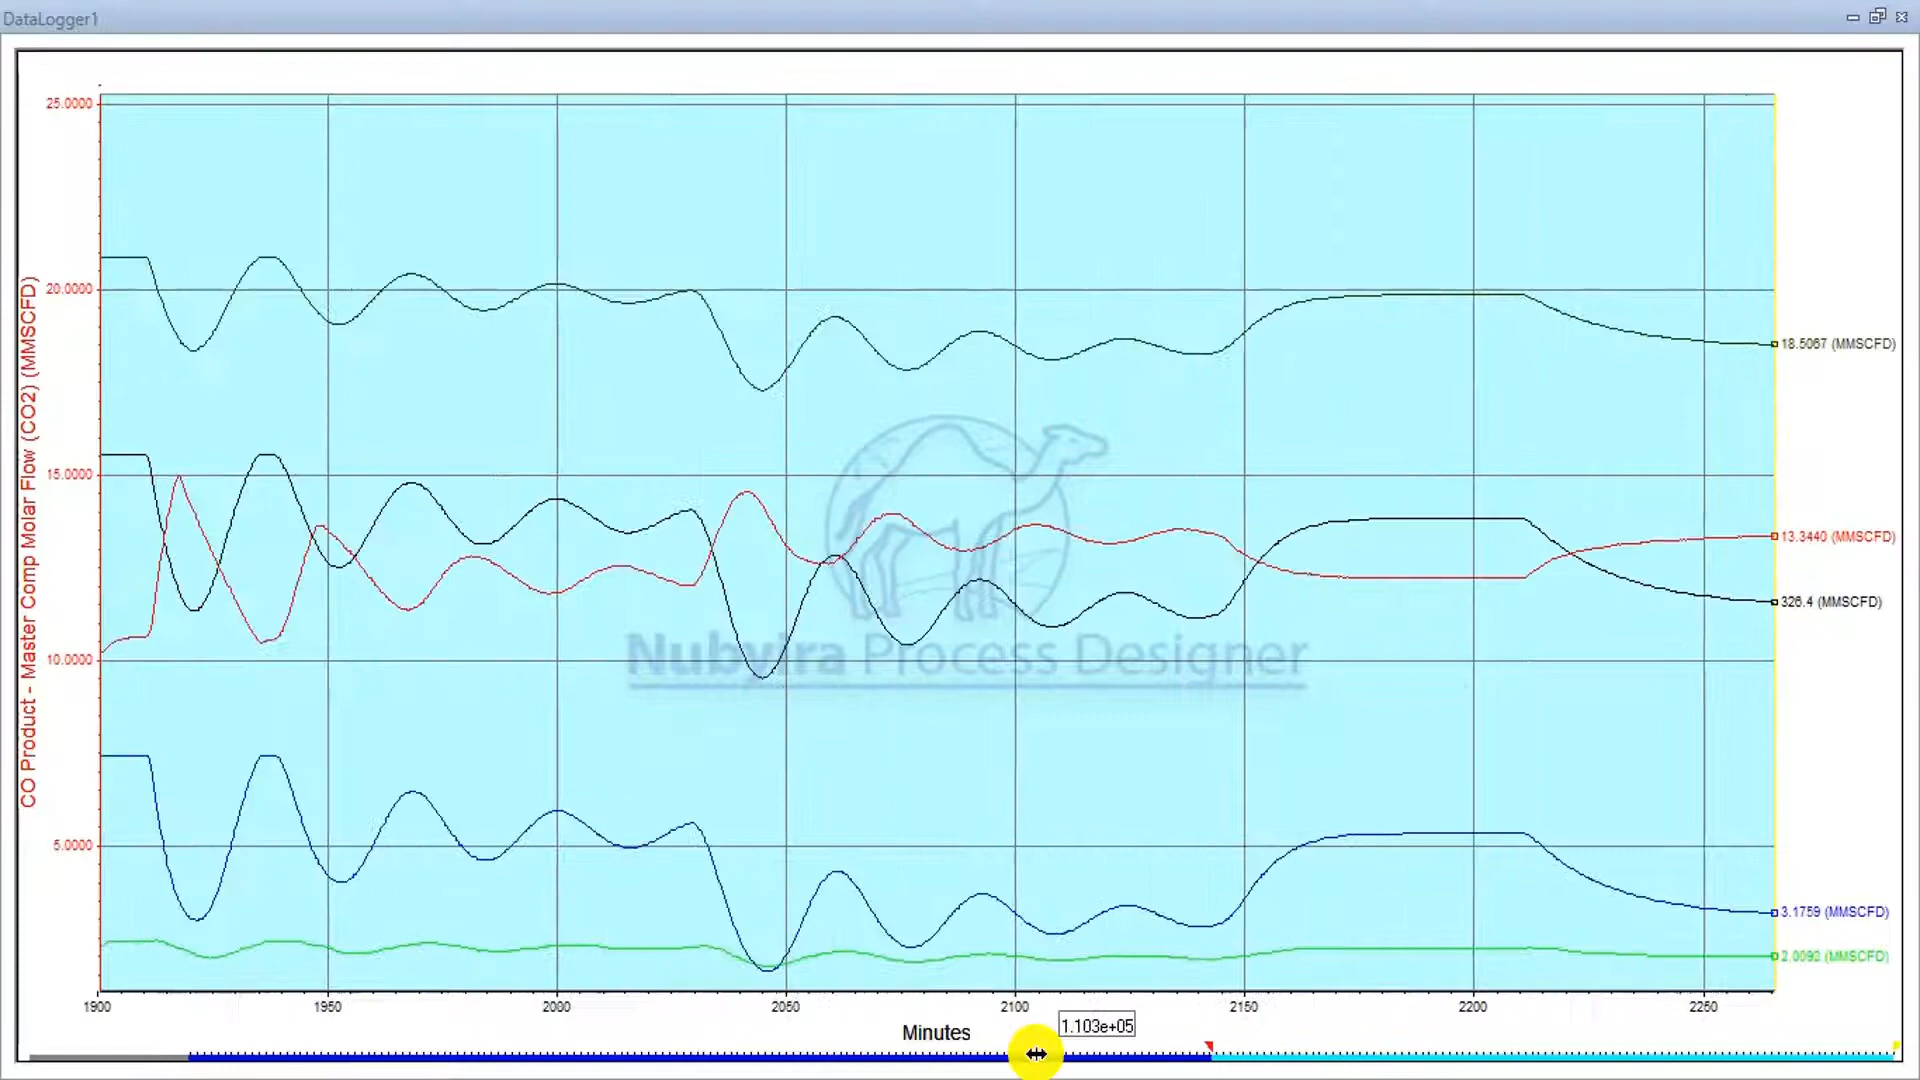 DataLogger1
25.0000
20.0000
15.0000
10.0000
5.0000
CO Product - Master Comp Molar Flow (CO2) (MMSCFD)
18.5067 (MMSCFD)
13.3440 (MMSCFD)
326.4 (MMSCFD)
3.1759 (MMSCFD)
2.0093 (MMSCFD)
Nubyira Process Designer
1900
1950
2000
2050
2100
2150
2200
2250
Minutes
1.103e+05